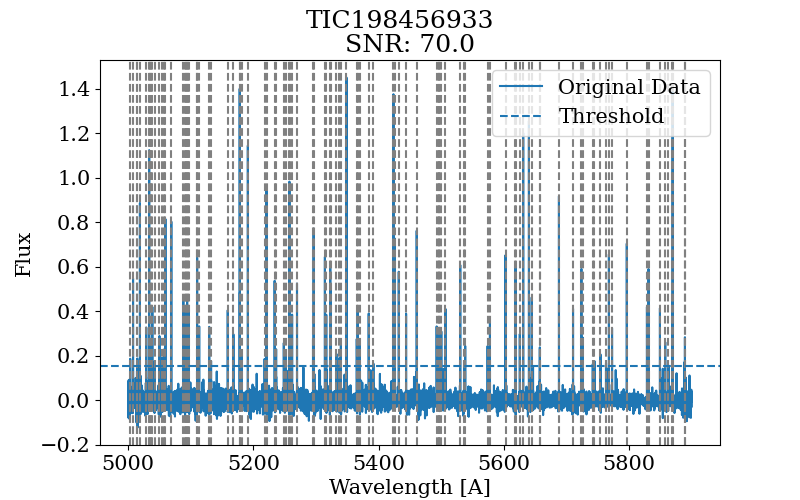 TIC198456933
SNR: 70.0
Original Data
Threshold
1.4
1.2
1.0
0.8
0.6
0.4
0.2
0.0
−0.2
Flux
5000 5200 5400 5600 5800
Wavelength [A]